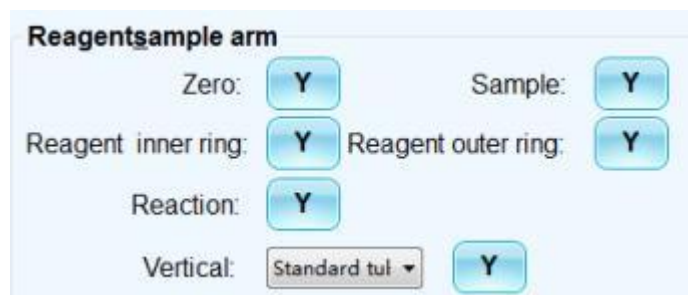 Reagentsample arm
Zero: Y Sample: Y
Reagent inner ring: Y Reagent outer ring: Y
Reaction: Y
Vertical: Standard tul Y